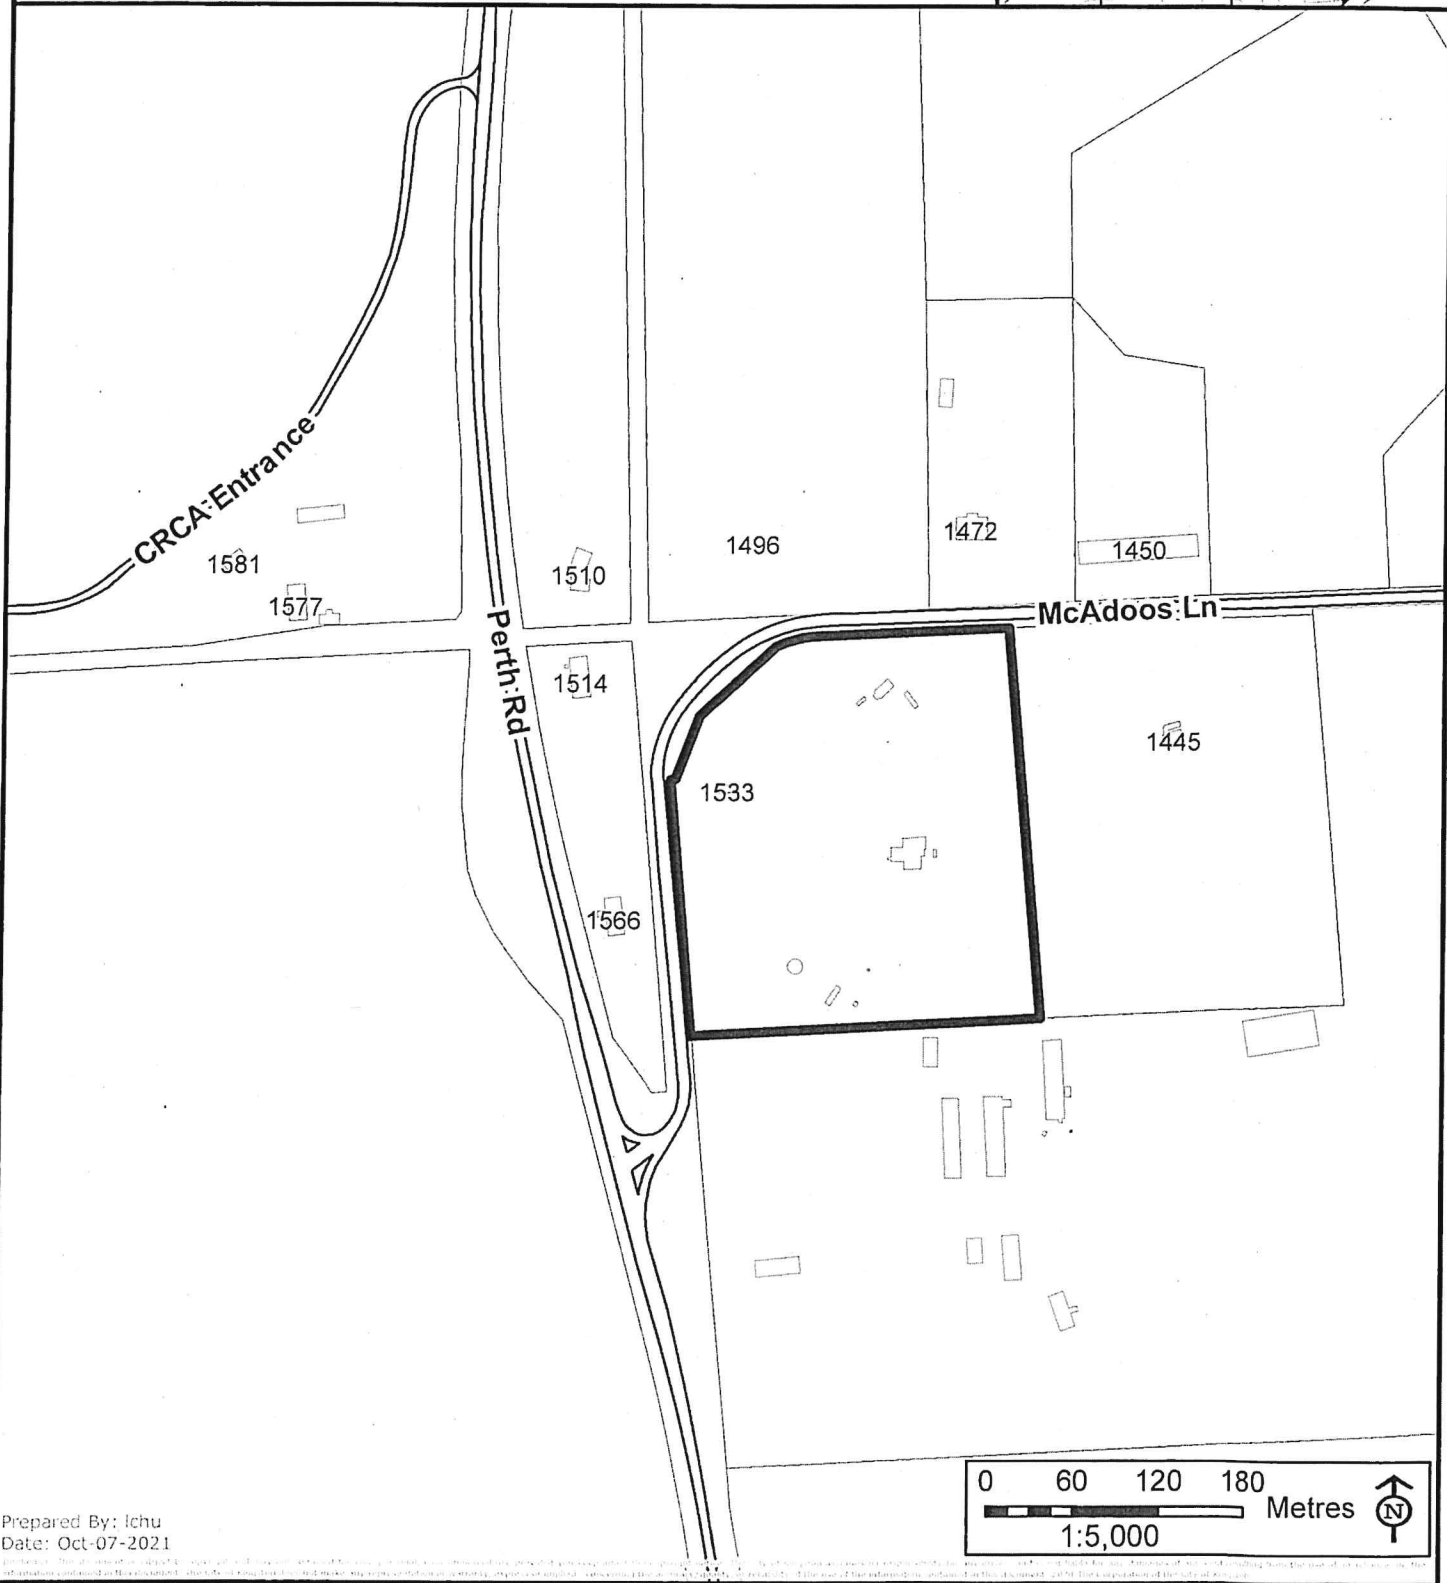 CRCA Entrance
1496
1472
1450
1581
1510
1577
McAdoos Ln
Perth Rd
1514
1445
1533
1566
0 60 120 180
Metres
N
1:5,000
Prepared By: lchu
Date: Oct-07-2021